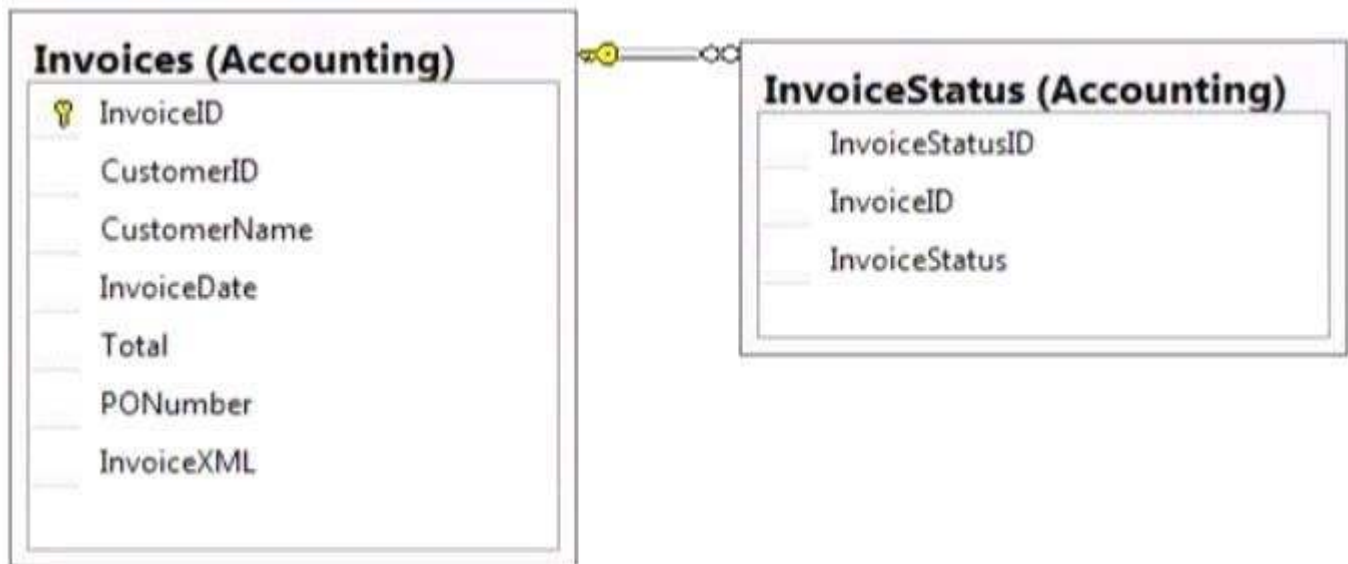 Invoices (Accounting)
InvoiceID
CustomerID
CustomerName
InvoiceDate
Total
PONumber
InvoiceXML
InvoiceStatus (Accounting)
InvoiceStatusID
InvoiceID
InvoiceStatus